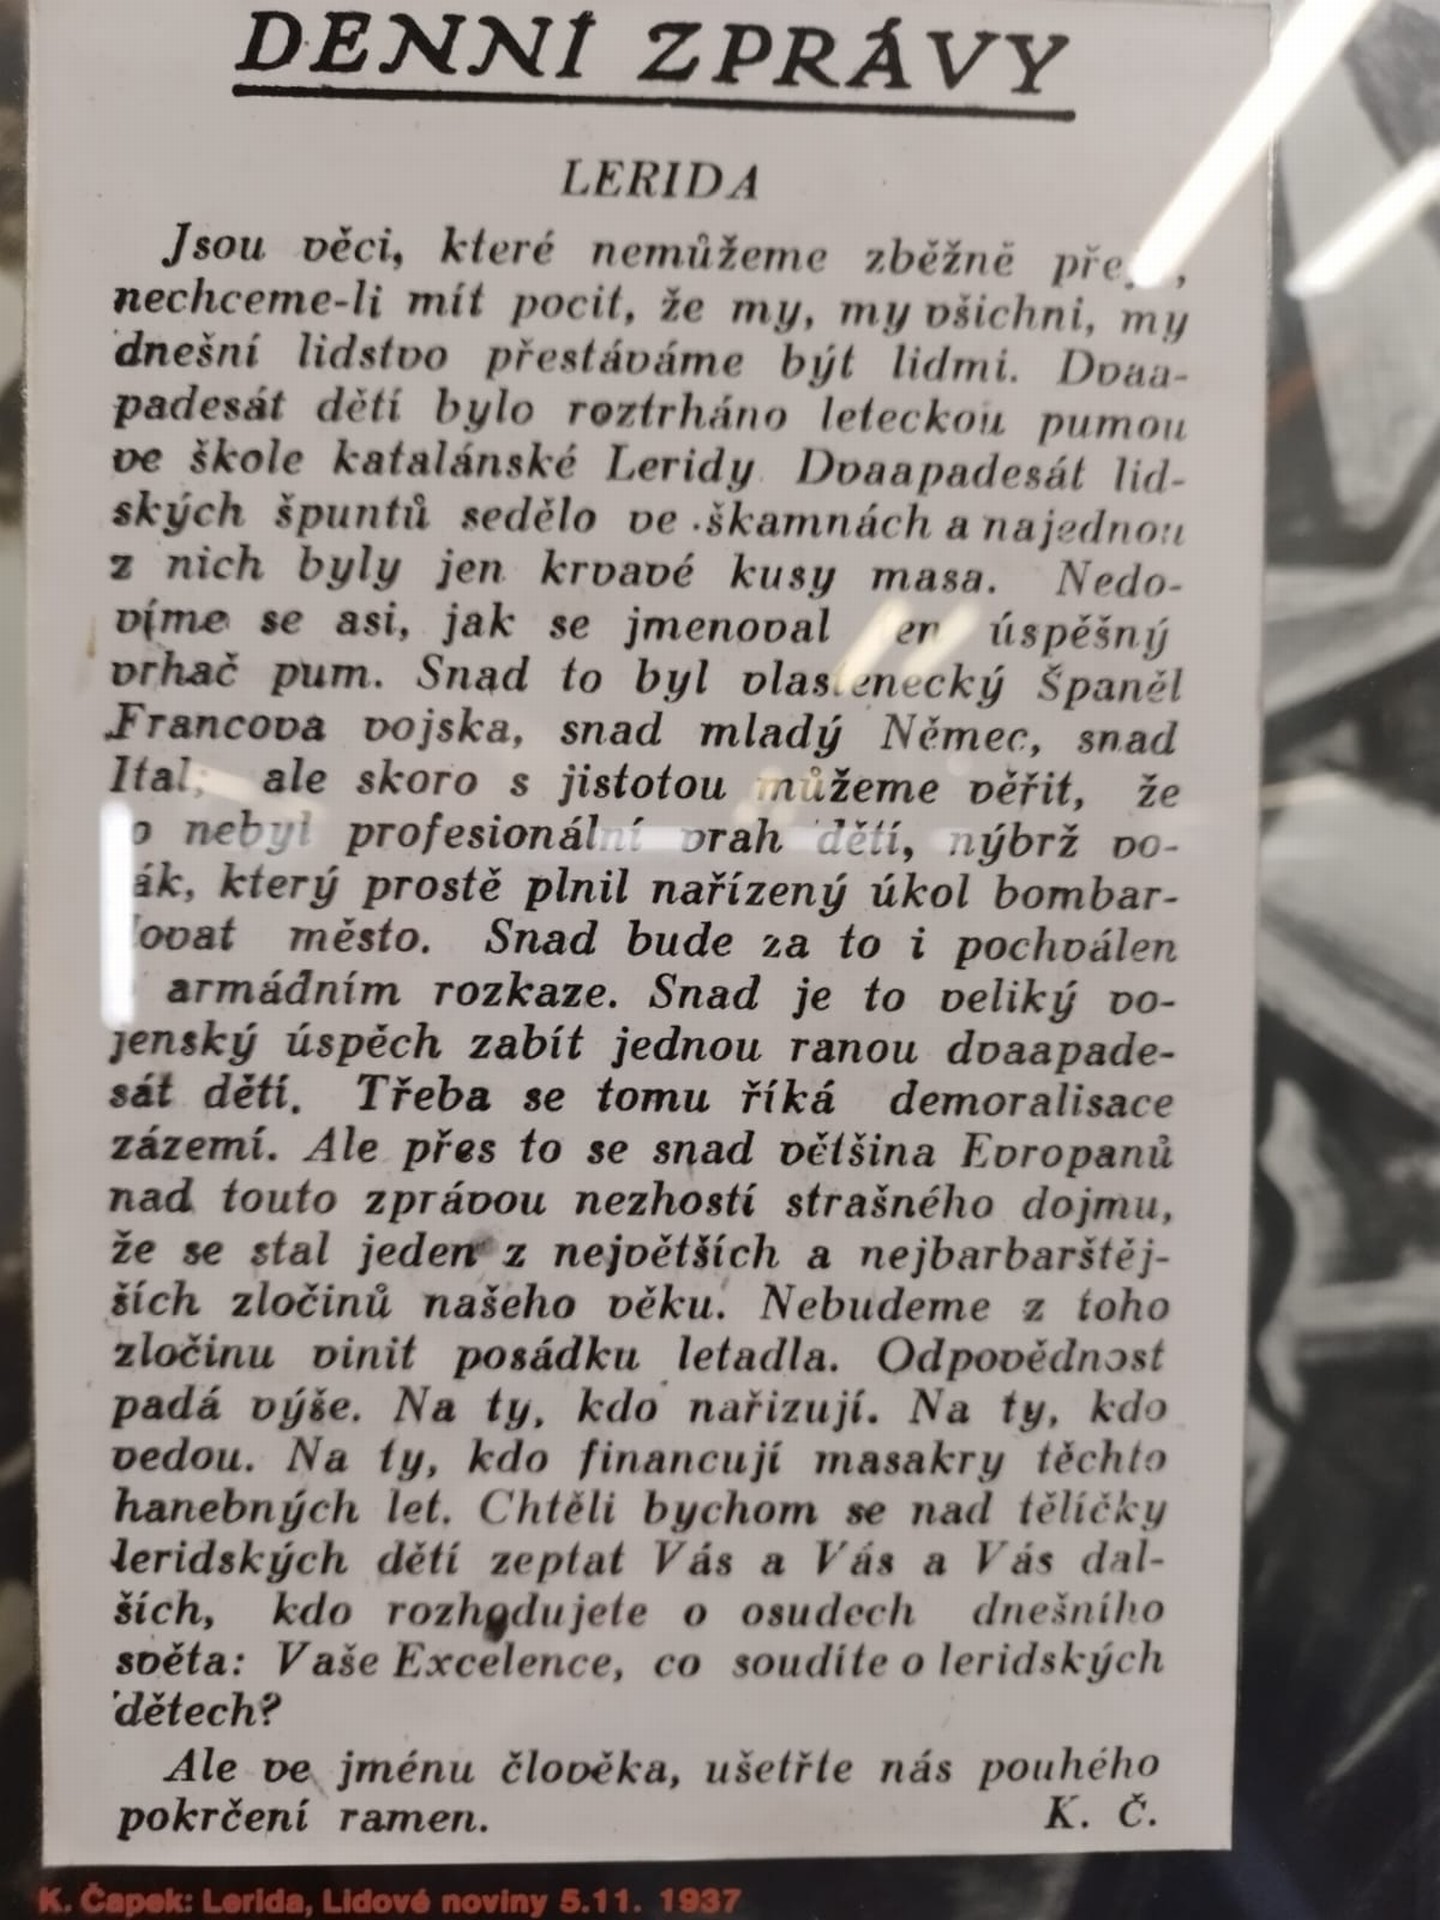 DENNÍ ZPRÁVY
LERIDA
Jsou věci, které nemůžeme zběžně
nechceme-li mít pocit, že my, my všichni, my
dnešní lidstvo přestáváme být lidmi. Dvaa-
padesát dětí bylo roztrháno leteckou pumou
ve škole katalánské Leridy. Dvaapadesát lid-
ských špuntů sedělo ve škamnách a najednou
z nich byly jen krvavé kusy masa. Nedo-
víme se asi, jak se jmenoval ten úspěšný
vrhač pum. Snad to byl vlastenecký Španěl
Francova vojska, snad mladý Němec, snad
Ital; ale skoro s jistotou můžeme věřit, že
to nebyl profesionální vrah dětí, nýbrž vo-
ják, který prostě plnil nařízený úkol bombar-
dovat město. Snad bude za to i pochválen
armádním rozkaze. Snad je to veliký vo-
jenský úspěch zabít jednou ranou dvaapade-
sát dětí. Třeba se tomu říká demoralisace
zázemí. Ale přes to se snad většina Evropanů
nad touto zprávou nezhostí strašného dojmu,
že se stal jeden z největších a nejbarbarštěj-
ších zločinů našeho věku. Nebudeme z toho
zločinu vinit posádku letadla. Odpovědnost
padá výše. Na ty, kdo nařizují. Na ty, kdo
vedou. Na ty, kdo financují masakry těchto
hanebných let. Chtěli bychom se nad tělíčky
leridských dětí zeptat Vás a Vás a Vás dal-
ších, kdo rozhodujete o osudech dnešního
světa: Vaše Excelence, co soudíte o leridských
dětech?
Ale ve jménu člověka, ušetřte nás pouhého
pokrčení ramen. K. Č.
K. Čapek: Lerida, Lidové noviny 5.11. 1937